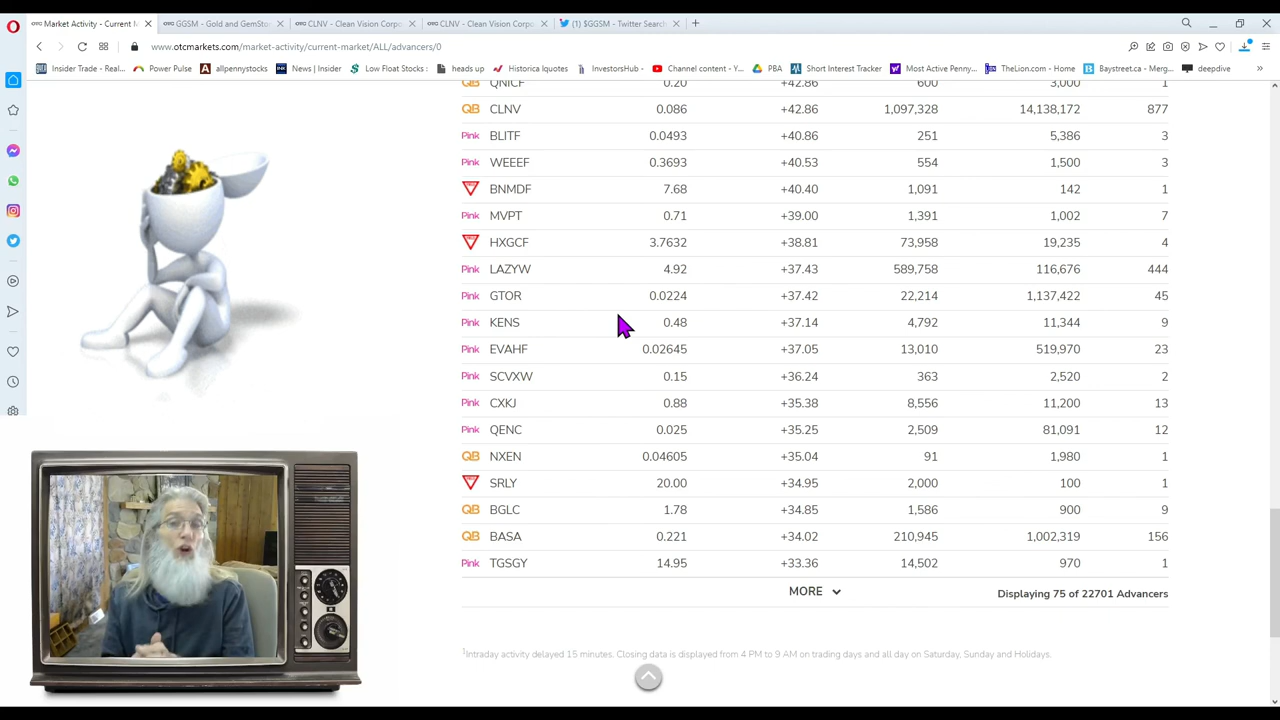 Market Activity - Current M
GGSM - Gold and GemSto
CLNV - Clean Vision Corpo
CLNV - Clean Vision Corpo
(1) $GGSM - Twitter Searc
www.otcmarkets.com/market-activity/current-market/ALL/advancers/0
Insider Trade - Real...
Power Pulse
allpennystocks
News | Insider
Low Float Stocks :
heads up
Historica Iquotes
InvestorsHub -
Channel content - Y...
PBA
Short Interest Tracker
Most Active Penny...
TheLion.com - Home
Baystreet.ca - Merg...
deepdive
QB QNICF 0.20 +42.86 600 3,000 1
QB CLNV 0.086 +42.86 1,097,328 14,138,172 877
Pink BLITF 0.0493 +40.86 251 5,386 3
Pink WEEEF 0.3693 +40.53 554 1,500 3
BNMDF 7.68 +40.40 1,091 142 1
Pink MVPT 0.71 +39.00 1,391 1,002 7
HXGCF 3.7632 +38.81 73,958 19,235 4
Pink LAZYW 4.92 +37.43 589,758 116,676 444
Pink GTOR 0.0224 +37.42 22,214 1,137,422 45
Pink KENS 0.48 +37.14 4,792 11,344 9
Pink EVAHF 0.02645 +37.05 13,010 519,970 23
Pink SCVXW 0.15 +36.24 363 2,520 2
Pink CXKJ 0.88 +35.38 8,556 11,200 13
Pink QENC 0.025 +35.25 2,509 81,091 12
QB NXEN 0.04605 +35.04 91 1,980 1
SRLY 20.00 +34.95 2,000 100 1
QB BGLC 1.78 +34.85 1,586 900 9
QB BASA 0.221 +34.02 210,945 1,002,319 156
Pink TGSGY 14.95 +33.36 14,502 970 1
MORE
Displaying 75 of 22701 Advancers
1Intraday activity delayed 15 minutes. Closing data is displayed from 4 PM to 9 AM on trading days and all day on Saturday, Sunday and Holidays.